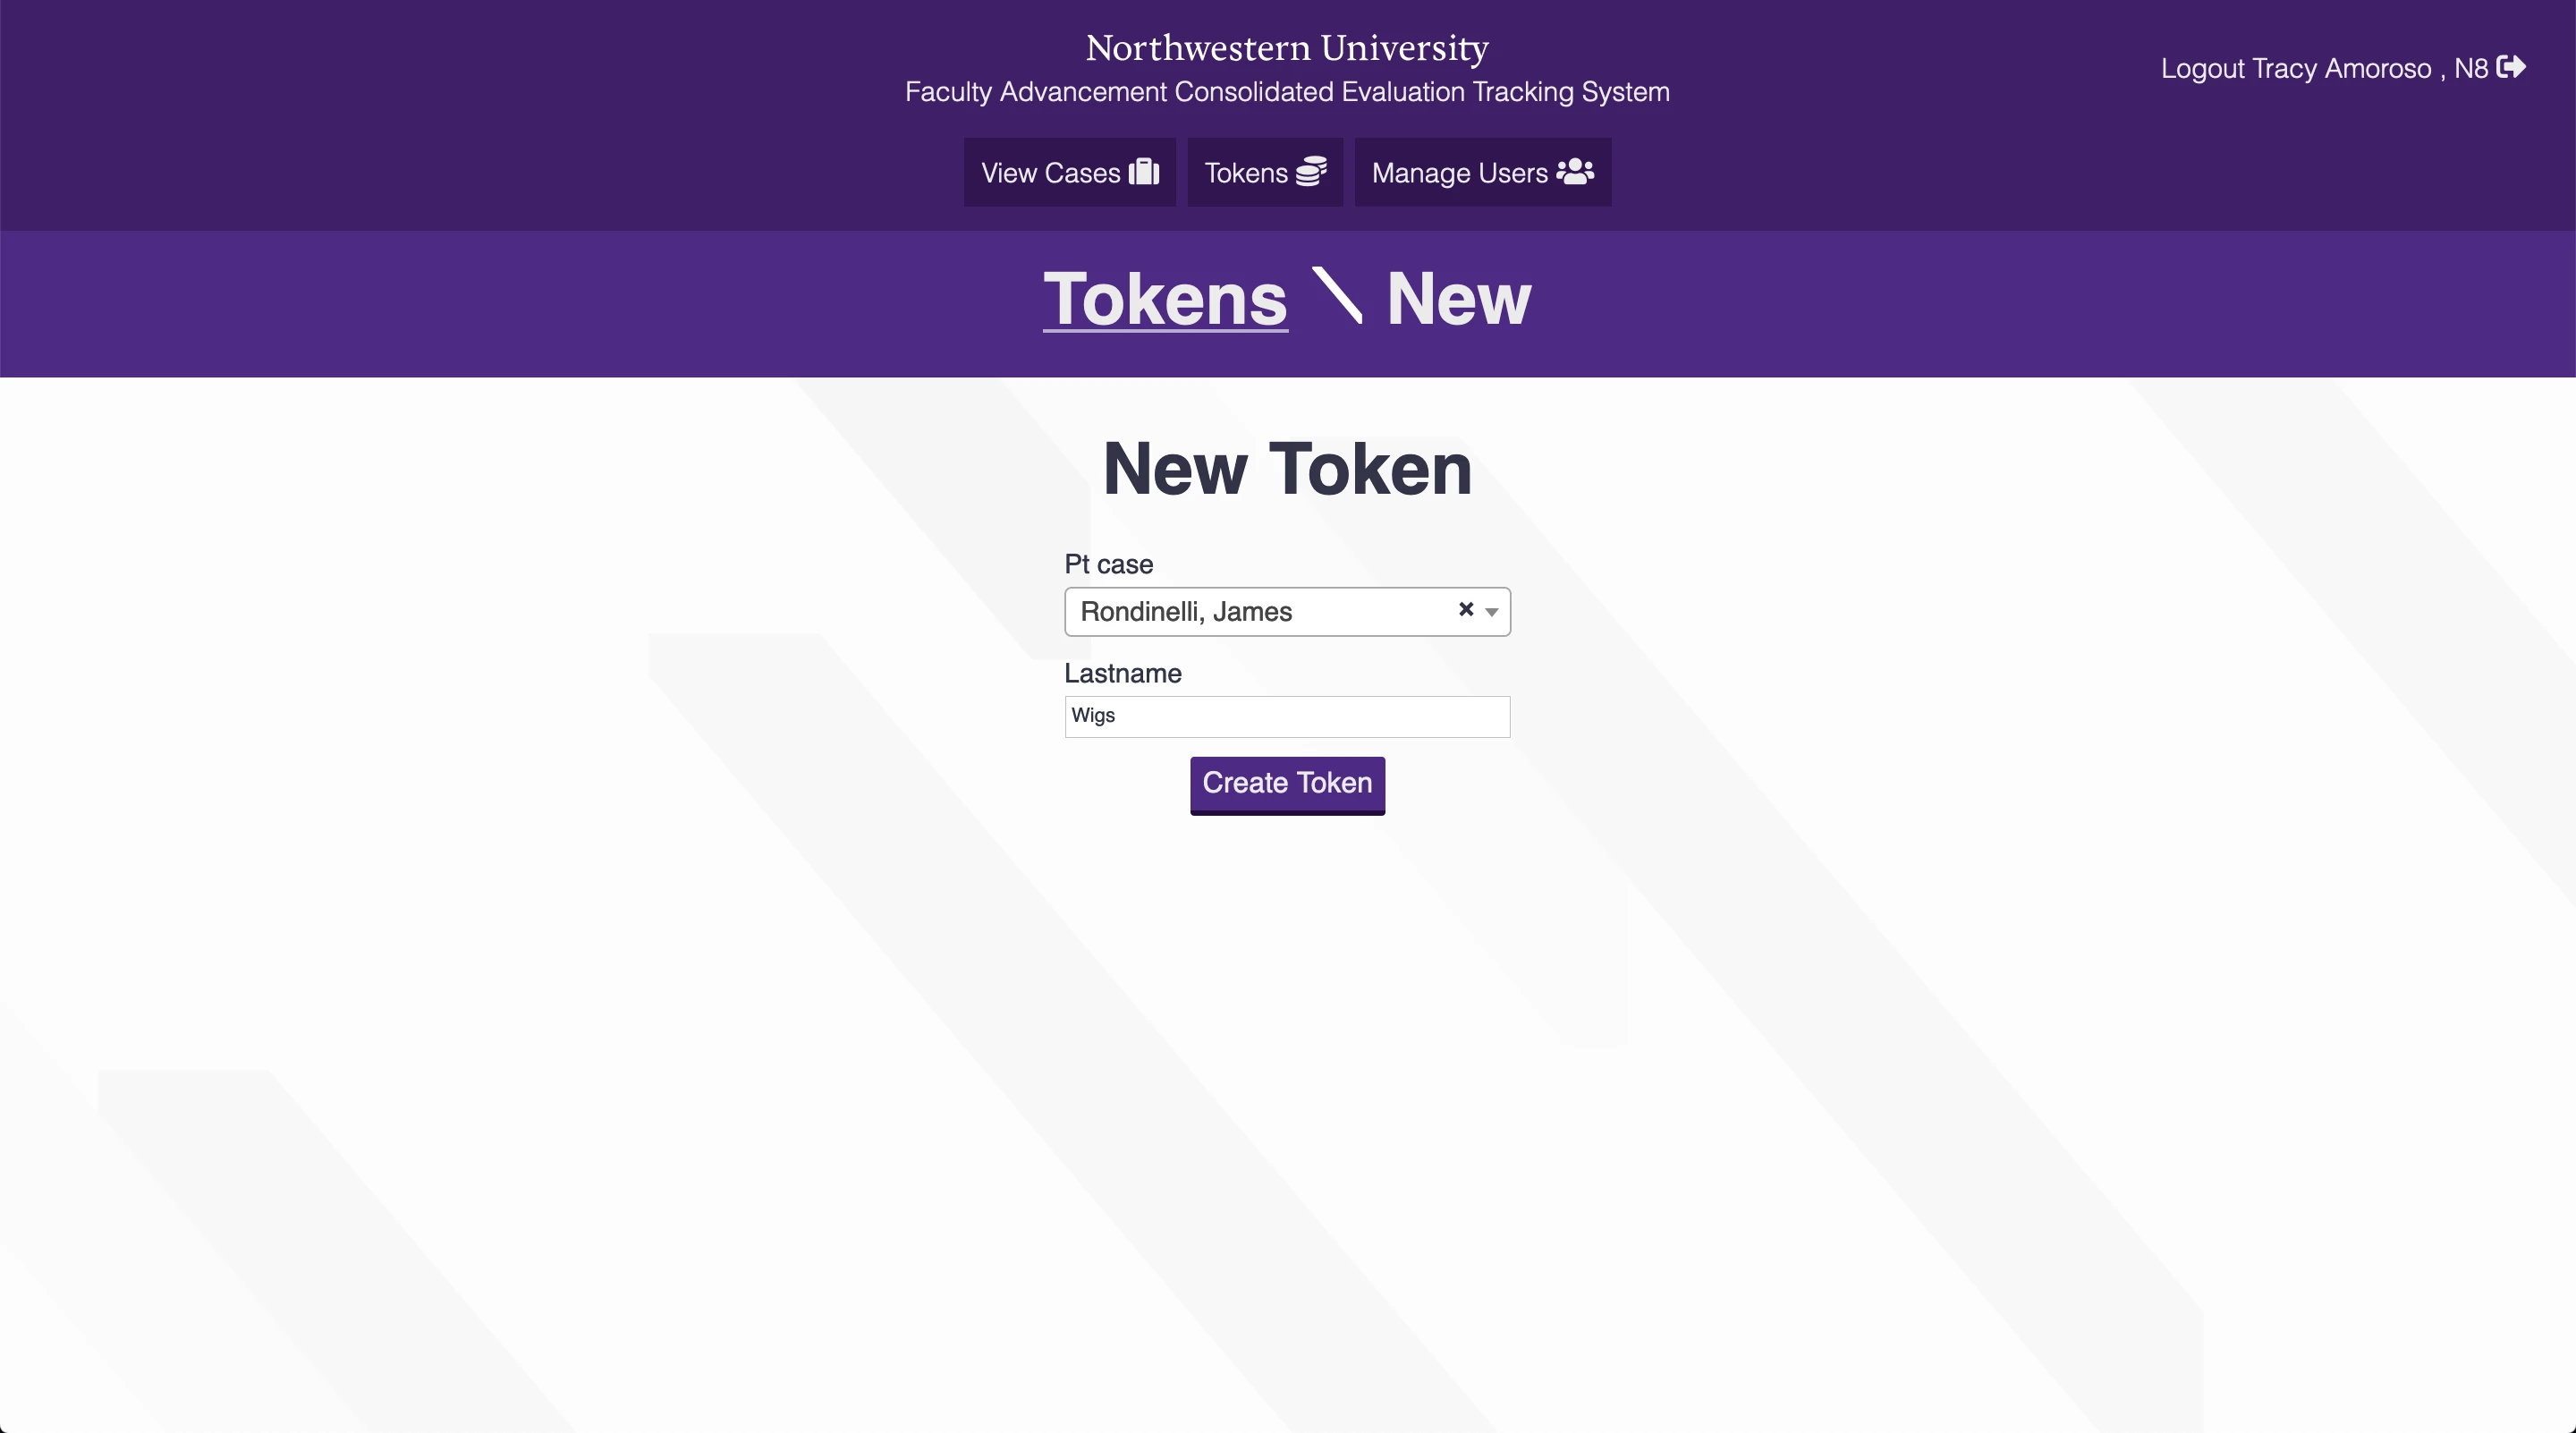 Northwestern University
Faculty Advancement Consolidated Evaluation Tracking System
Logout Tracy Amoroso , N8
View Cases
Tokens
Manage Users
Tokens \ New
New Token
Pt case
Rondinelli, James
Lastname
Wigs
Create Token